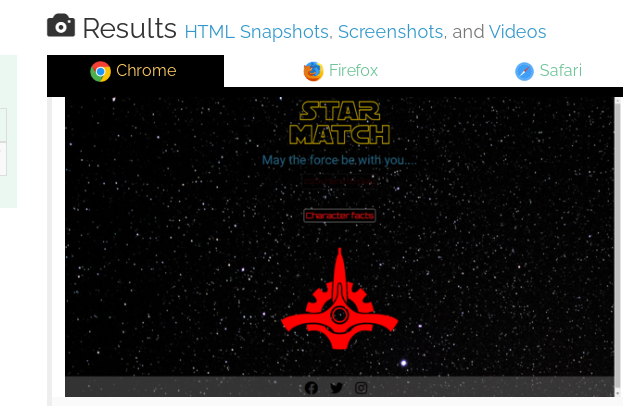 Results HTML Snapshots, Screenshots, and Videos
Chrome Firefox Safari
STAR
MATCH
May the force be with you....
Character facts